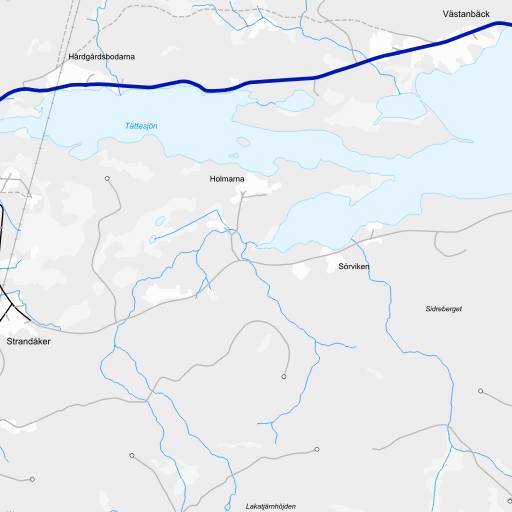 Västanbäck
Hårdgårdsbodarna
Tättesjön
Holmarna
Sörviken
Sidreberget
Strandåker
Lakatjärnhöjden